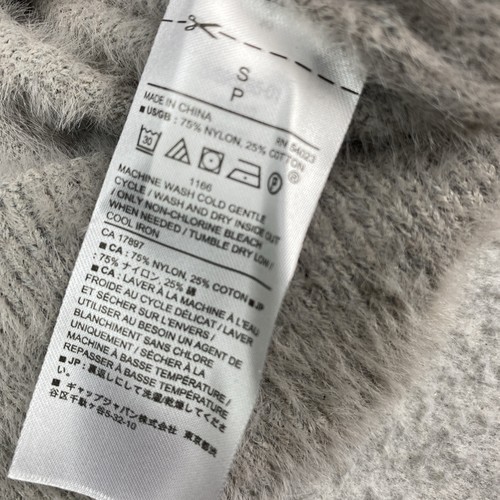 S
P
MADE IN CHINA
RN 54023
■ US/GB : 75% NYLON, 25% COTTON
30
P
1166
MACHINE WASH COLD GENTLE
CYCLE / WASH AND DRY INSIDE OUT
/ ONLY NON-CHLORINE BLEACH
WHEN NEEDED / TUMBLE DRY LOW /
COOL IRON
CA 17897
■ CA : 75% NYLON, 25% COTON ■ JP
: 75% ナイロン, 25% 綿
■ CA : LAVER À LA MACHINE À L'EAU
FROIDE AU CYCLE DÉLICAT / LAVER
ET SÉCHER SUR L'ENVERS /
UTILISER AU BESOIN UN AGENT DE
BLANCHIMENT SANS CHLORE
UNIQUEMENT / SÉCHER À LA
MACHINE À BASSE TEMPÉRATURE /
REPASSER À BASSE TEMPÉRATURE
■ JP : 裏返しにして洗濯/乾燥してくださ
い。
■ ギャップジャパン株式会社 東京都渋
谷区千駄ヶ谷5-32-10